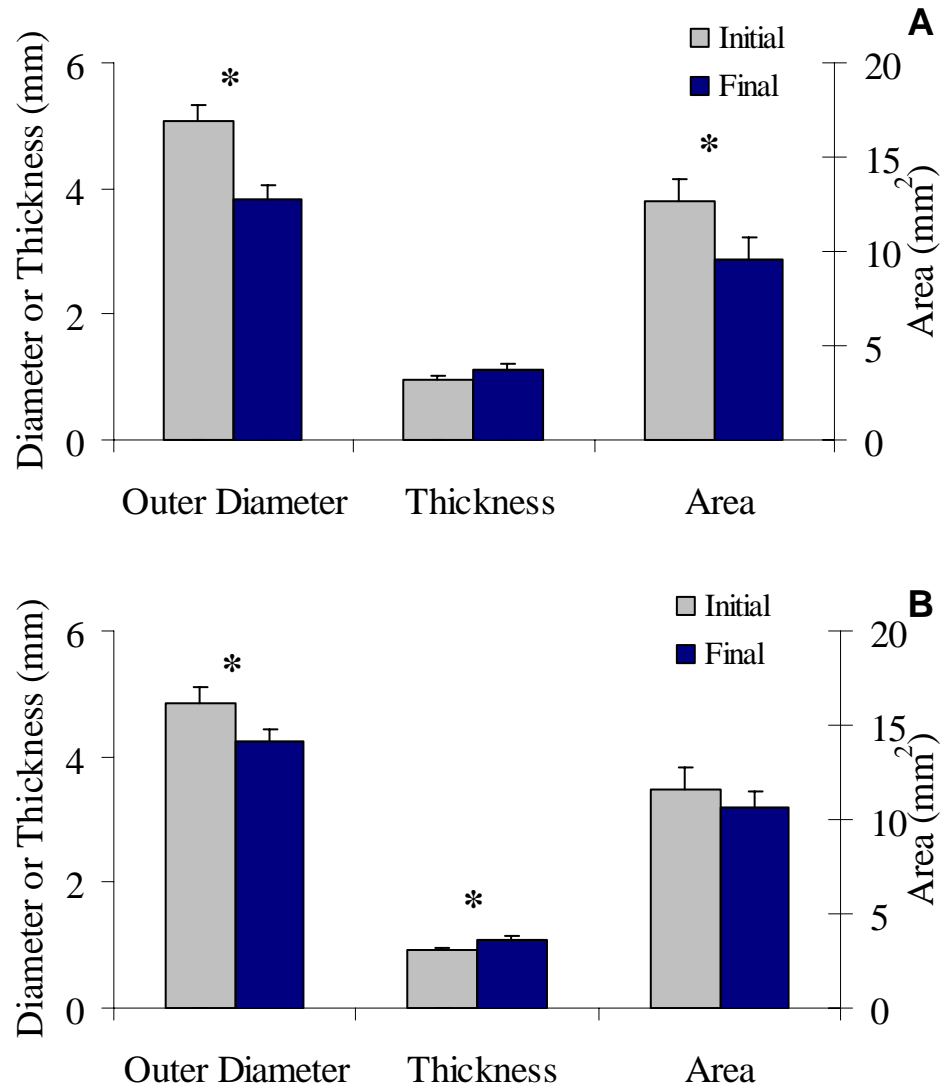 A
Initial
Final
Diameter or Thickness (mm)
6
4
2
0
20
15
10
5
0
Area (mm²)
*
*
Outer Diameter Thickness Area
B
Initial
Final
Diameter or Thickness (mm)
6
4
2
0
20
15
10
5
0
Area (mm²)
*
*
Outer Diameter Thickness Area